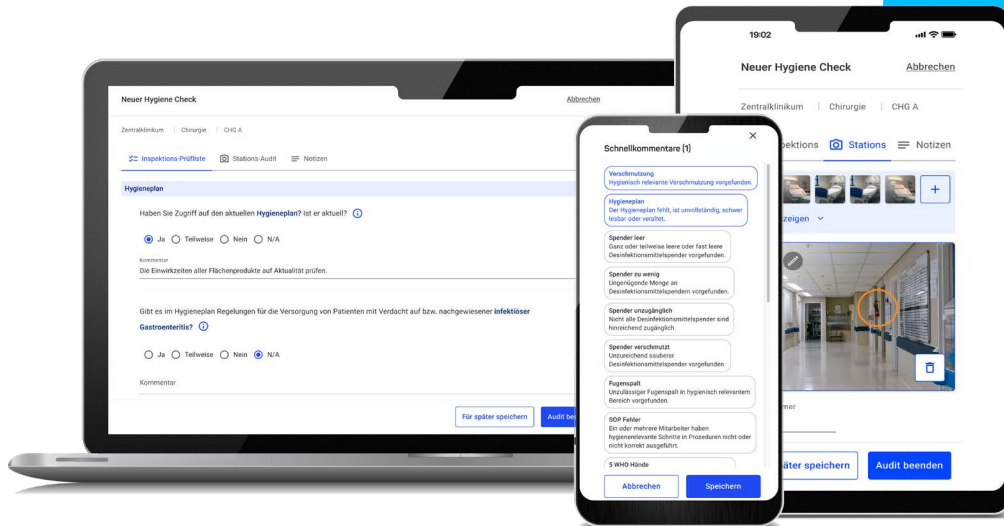 Neuer Hygiene Check
Abbrechen
Zentralklinikum | Chirurgie | CHG A
Inspektions-Prüfliste
Stations-Audit
Notizen
Hygieneplan
Haben Sie Zugriff auf den aktuellen Hygieneplan? Ist er aktuell?
Ja Teilweise Nein N/A
Kommentar
Die Einwirkzeiten aller Flächenprodukte auf Aktualität prüfen.
Gibt es im Hygieneplan Regelungen für die Versorgung von Patienten mit Verdacht auf bzw. nachgewiesener infektiöser
Gastroenteritis?
Ja Teilweise Nein N/A
Kommentar
Für später speichern
Audit be
Schnellkommentare (1)
Verschmutzung
Hygienisch relevante Verschmutzung vorgefunden.
Hygieneplan
Der Hygieneplan fehlt, ist unvollständig, schwer
lesbar oder veraltet.
Spender leer
Ganz oder teilweise leere oder fast leere
Desinfektionsmittelspender vorgefunden.
Spender zu wenig
Ungenügende Menge an
Desinfektionsmittelspendern vorgefunden.
Spender unzugänglich
Nicht alle Desinfektionsmittelspender sind
hinreichend zugänglich.
Spender verschmutzt
Unzureichend sauberer
Desinfektionsmittelspender vorgefunden.
Fugenspalt
Unzulässiger Fugenspalt in hygienisch relevantem
Bereich vorgefunden.
SOP Fehler
Ein oder mehrere Mitarbeiter haben
hygienerelevante Schritte in Prozeduren nicht oder
nicht korrekt ausgeführt.
5 WHO Hände
Abbrechen
Speichern
19:02
Neuer Hygiene Check
Abbrechen
Zentralklinikum | Chirurgie | CHG A
pektions
Stations
Notizen
zeigen
mer
äter speichern
Audit beenden